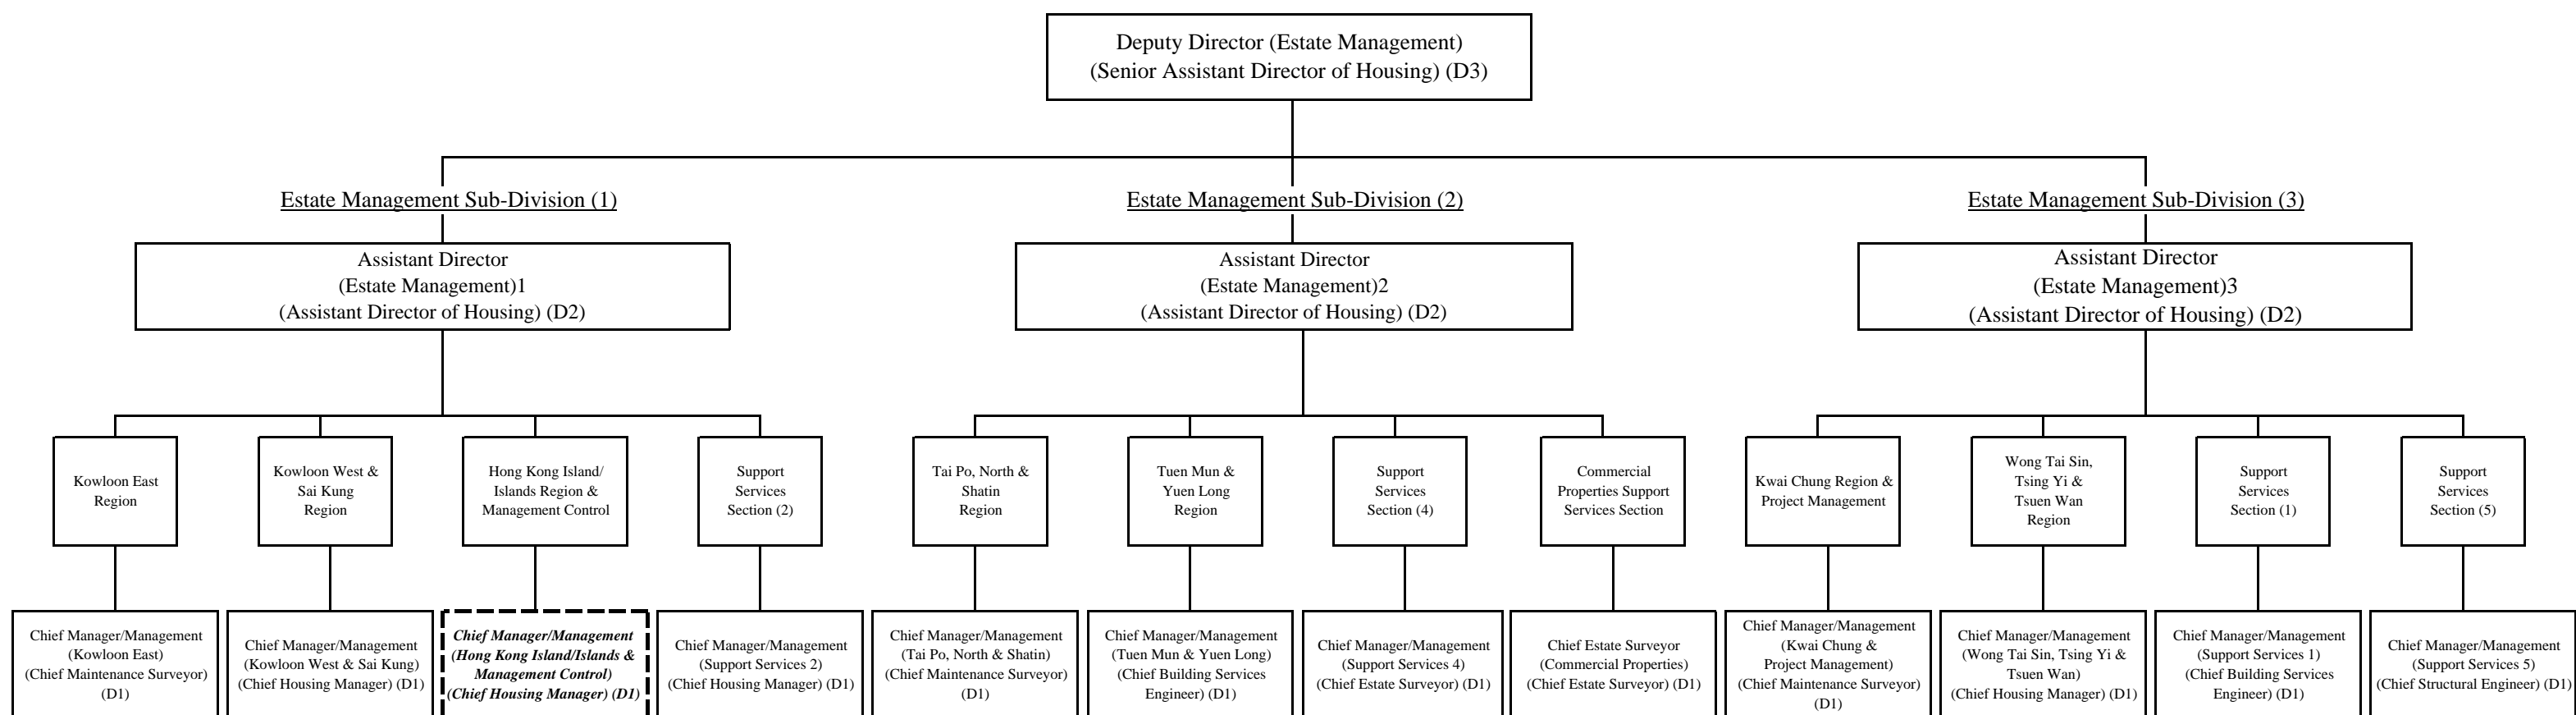 Deputy Director (Estate Management)
(Senior Assistant Director of Housing) (D3)
Estate Management Sub-Division (1)
Estate Management Sub-Division (2)
Estate Management Sub-Division (3)
Assistant Director
(Estate Management)1
(Assistant Director of Housing) (D2)
Assistant Director
(Estate Management)2
(Assistant Director of Housing) (D2)
Assistant Director
(Estate Management)3
(Assistant Director of Housing) (D2)
Kowloon East
Region
Kowloon West &
Sai Kung
Region
Hong Kong Island/
Islands Region &
Management Control
Support
Services
Section (2)
Tai Po, North &
Shatin
Region
Tuen Mun &
Yuen Long
Region
Support
Services
Section (4)
Commercial
Properties Support
Services Section
Kwai Chung Region &
Project Management
Wong Tai Sin,
Tsing Yi &
Tsuen Wan
Region
Support
Services
Section (1)
Support
Services
Section (5)
Chief Manager/Management
(Kowloon East)
(Chief Maintenance Surveyor)
(D1)
Chief Manager/Management
(Kowloon West & Sai Kung)
(Chief Housing Manager) (D1)
Chief Manager/Management
(Hong Kong Island/Islands &
Management Control)
(Chief Housing Manager) (D1)
Chief Manager/Management
(Support Services 2)
(Chief Housing Manager) (D1)
Chief Manager/Management
(Tai Po, North & Shatin)
(Chief Maintenance Surveyor)
(D1)
Chief Manager/Management
(Tuen Mun & Yuen Long)
(Chief Building Services
Engineer) (D1)
Chief Manager/Management
(Support Services 4)
(Chief Estate Surveyor) (D1)
Chief Estate Surveyor
(Commercial Properties)
(Chief Estate Surveyor) (D1)
Chief Manager/Management
(Kwai Chung &
Project Management)
(Chief Maintenance Surveyor)
(D1)
Chief Manager/Management
(Wong Tai Sin, Tsing Yi &
Tsuen Wan)
(Chief Housing Manager) (D1)
Chief Manager/Management
(Support Services 1)
(Chief Building Services
Engineer) (D1)
Chief Manager/Management
(Support Services 5)
(Chief Structural Engineer) (D1)